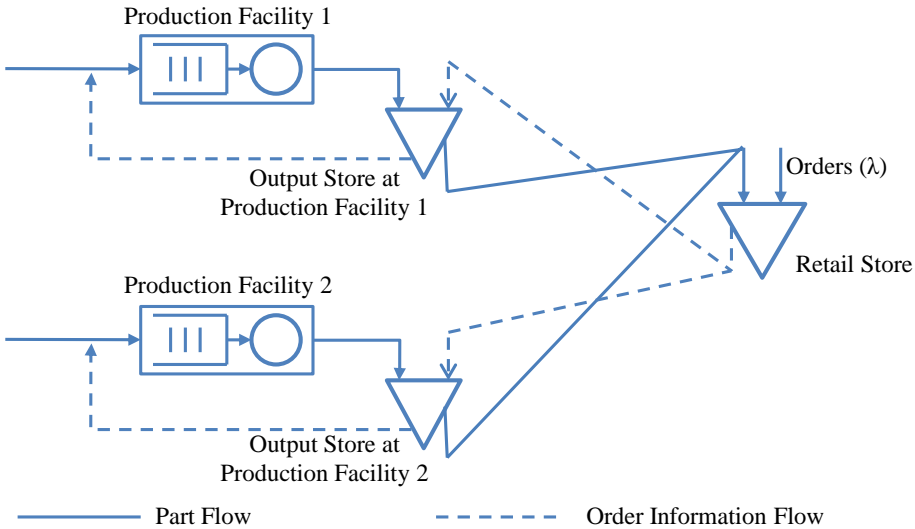 Production Facility 1
Output Store at
Production Facility 1
Orders (λ)
Retail Store
Production Facility 2
Output Store at
Production Facility 2
Part Flow
Order Information Flow